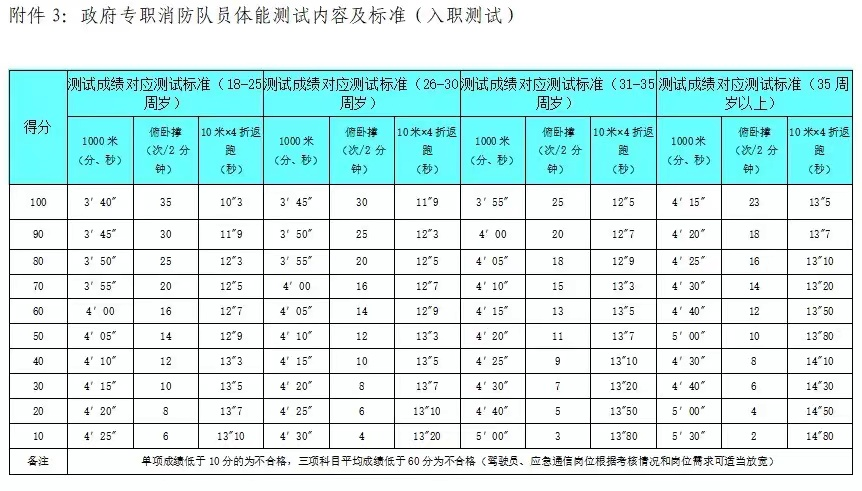 附件 3：政府专职消防队员体能测试内容及标准（入职测试）
得分 测试成绩对应测试标准（18-25周岁） 测试成绩对应测试标准（26-30周岁） 测试成绩对应测试标准（31-35周岁） 测试成绩对应测试标准（35 周岁以上）
1000 米（分、秒） 俯卧撑（次/2 分钟） 10 米×4 折返跑（秒） 1000 米（分、秒） 俯卧撑（次/2 分钟） 10 米×4 折返跑（秒） 1000 米（分、秒） 俯卧撑（次/2 分钟） 10 米×4 折返跑（秒） 1000 米（分、秒） 俯卧撑（次/2 分钟） 10 米×4 折返跑（秒）
100 3′40″ 35 10″3 3′45″ 30 11″9 3′55″ 25 12″5 4′15″ 23 13″5
90 3′45″ 30 11″9 3′50″ 25 12″3 4′00 20 12″7 4′20″ 18 13″7
80 3′50″ 25 12″3 3′55″ 20 12″5 4′05″ 18 12″9 4′25″ 16 13″10
70 3′55″ 20 12″5 4′00 16 12″7 4′10″ 15 13″3 4′30″ 14 13″20
60 4′00 16 12″7 4′05″ 14 12″9 4′15″ 13 13″5 4′40″ 12 13″50
50 4′05″ 14 12″9 4′10″ 12 13″3 4′20″ 11 13″7 5′00″ 10 13″80
40 4′10″ 12 13″3 4′15″ 10 13″5 4′25″ 9 13″10 4′30″ 8 14″10
30 4′15″ 10 13″5 4′20″ 8 13″7 4′30″ 7 13″20 4′40″ 6 14″30
20 4′20″ 8 13″7 4′25″ 6 13″10 4′40″ 5 13″50 5′00″ 4 14″50
10 4′25″ 6 13″10 4′30″ 4 13″20 5′00″ 3 13″80 5′30″ 2 14″80
备注 单项成绩低于 10 分的为不合格，三项科目平均成绩低于 60 分为不合格（驾驶员、应急通信岗位根据考核情况和岗位需求可适当放宽）